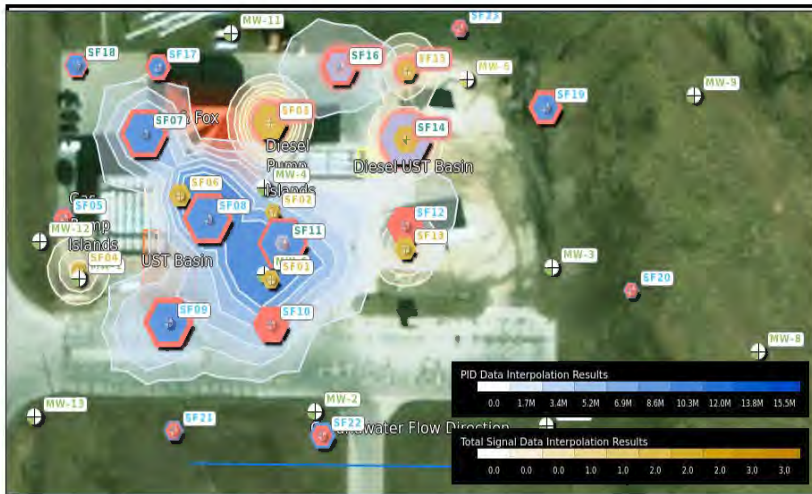 MW-11
SF23
SF18
SF17
SF16
SF15
MW-6
MW-9
SF19
SF03
SF07
& Fox
SF14
Diesel
Pump
Islands
Diesel UST Basin
MW-4
SF06
SF02
SF08
SF05
Gas
Pump
Islands
MW-12
SF12
SF11
SF13
UST Basin
SF04
MW-1
SF01
MW-3
SF20
SF09
SF10
MW-8
PID Data Interpolation Results
0.0 1.7M 3.4M 5.2M 6.9M 8.6M 10.3M 12.0M 13.8M 15.5M
MW-13
MW-2
SF21
SF22
Groundwater Flow Direction
Total Signal Data Interpolation Results
0.0 0.0 0.0 1.0 1.0 2.0 2.0 2.0 3.0 3.0